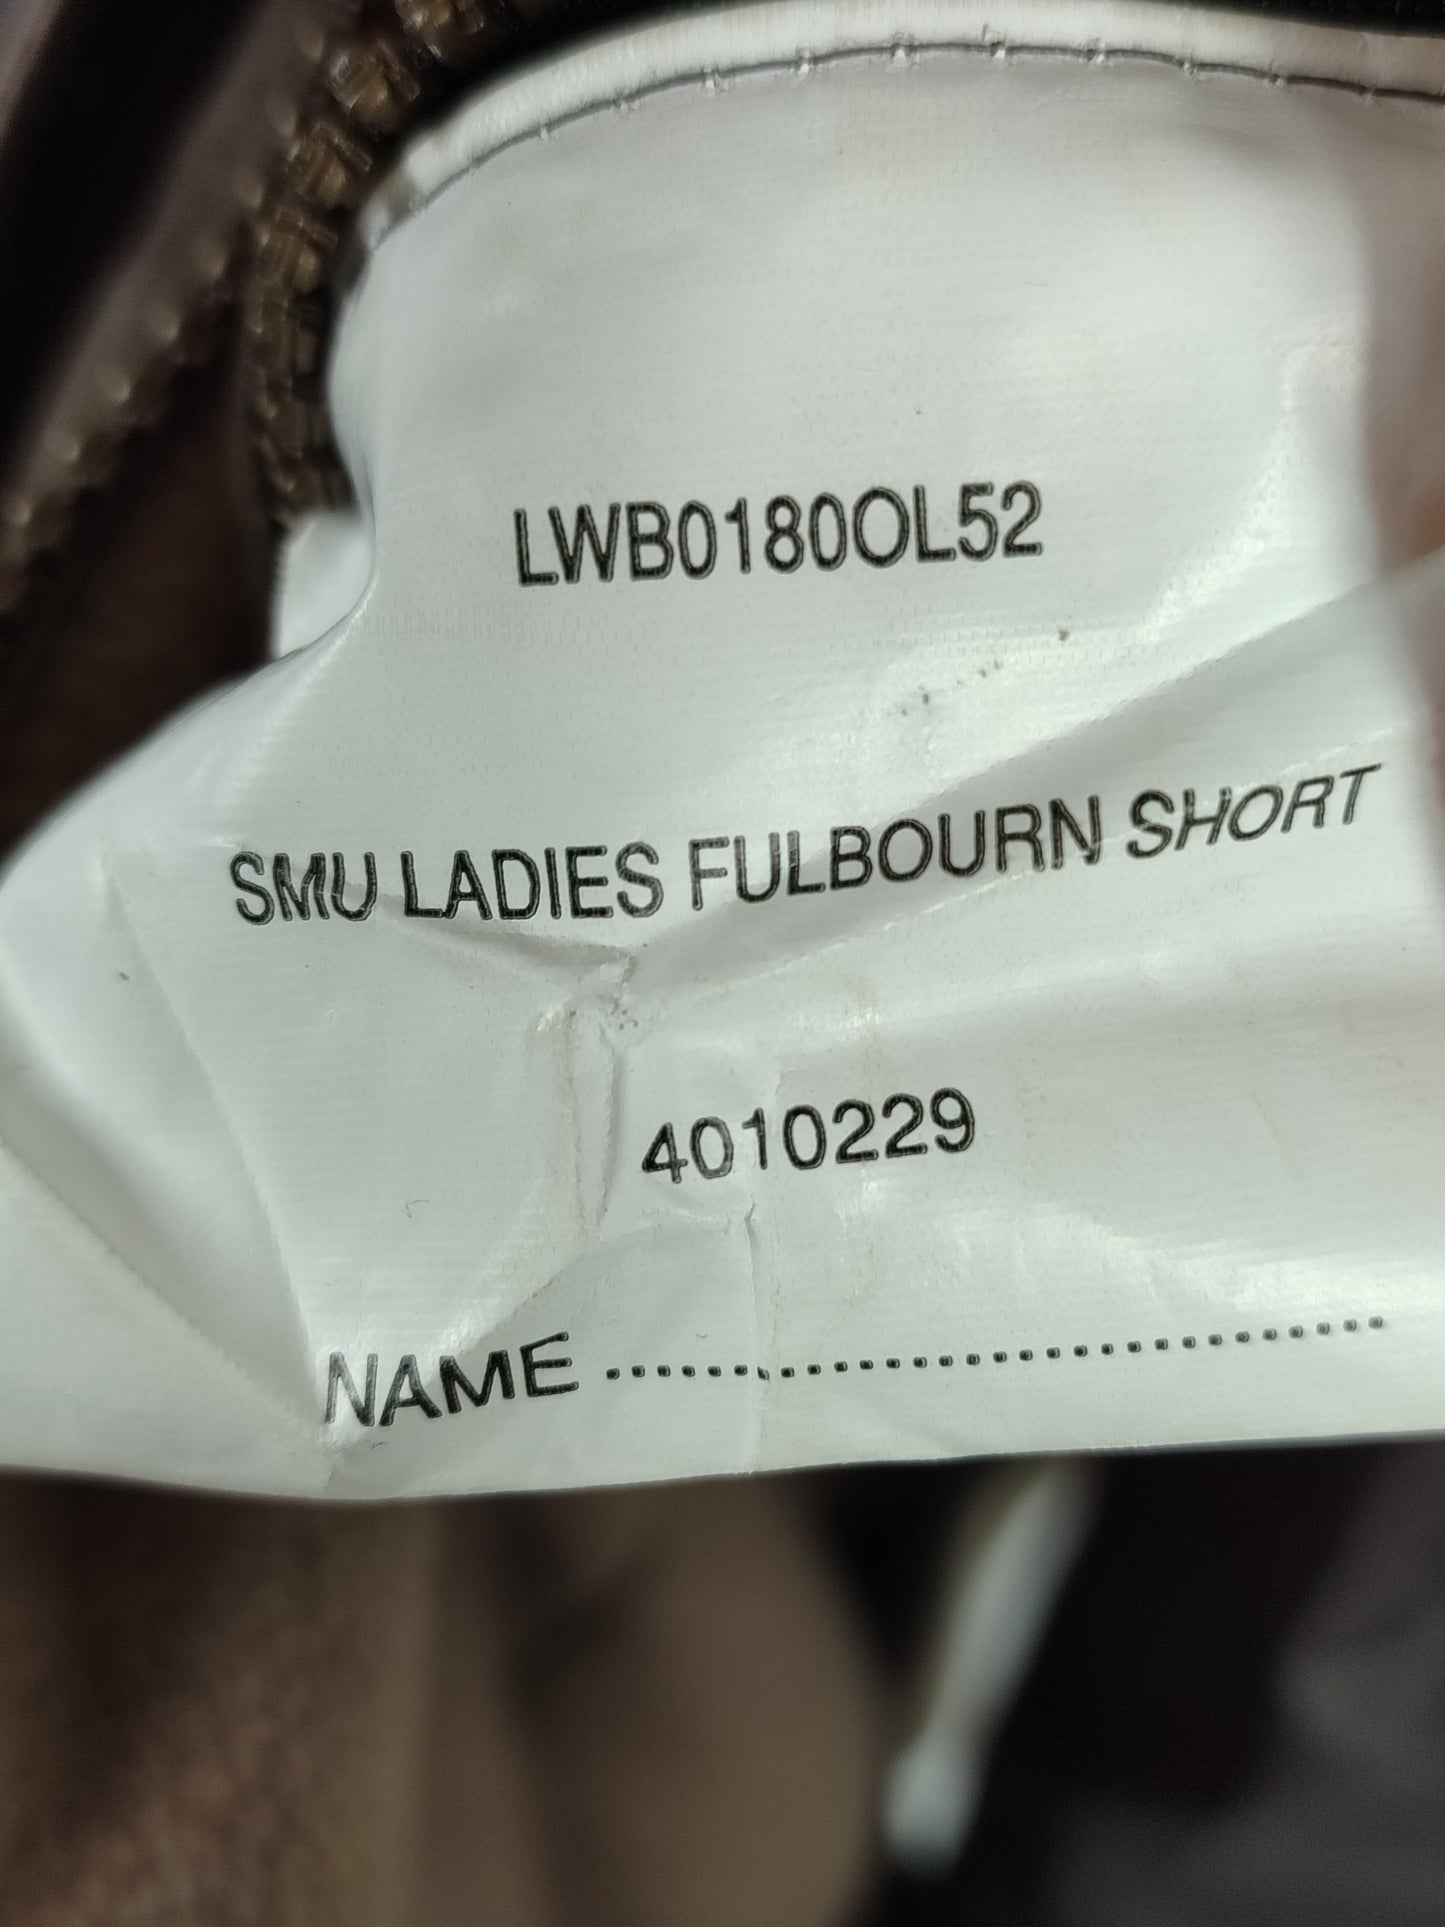 LWB0180OL52
SMU LADIES FULBOURN SHORT
4010229
NAME ..............................